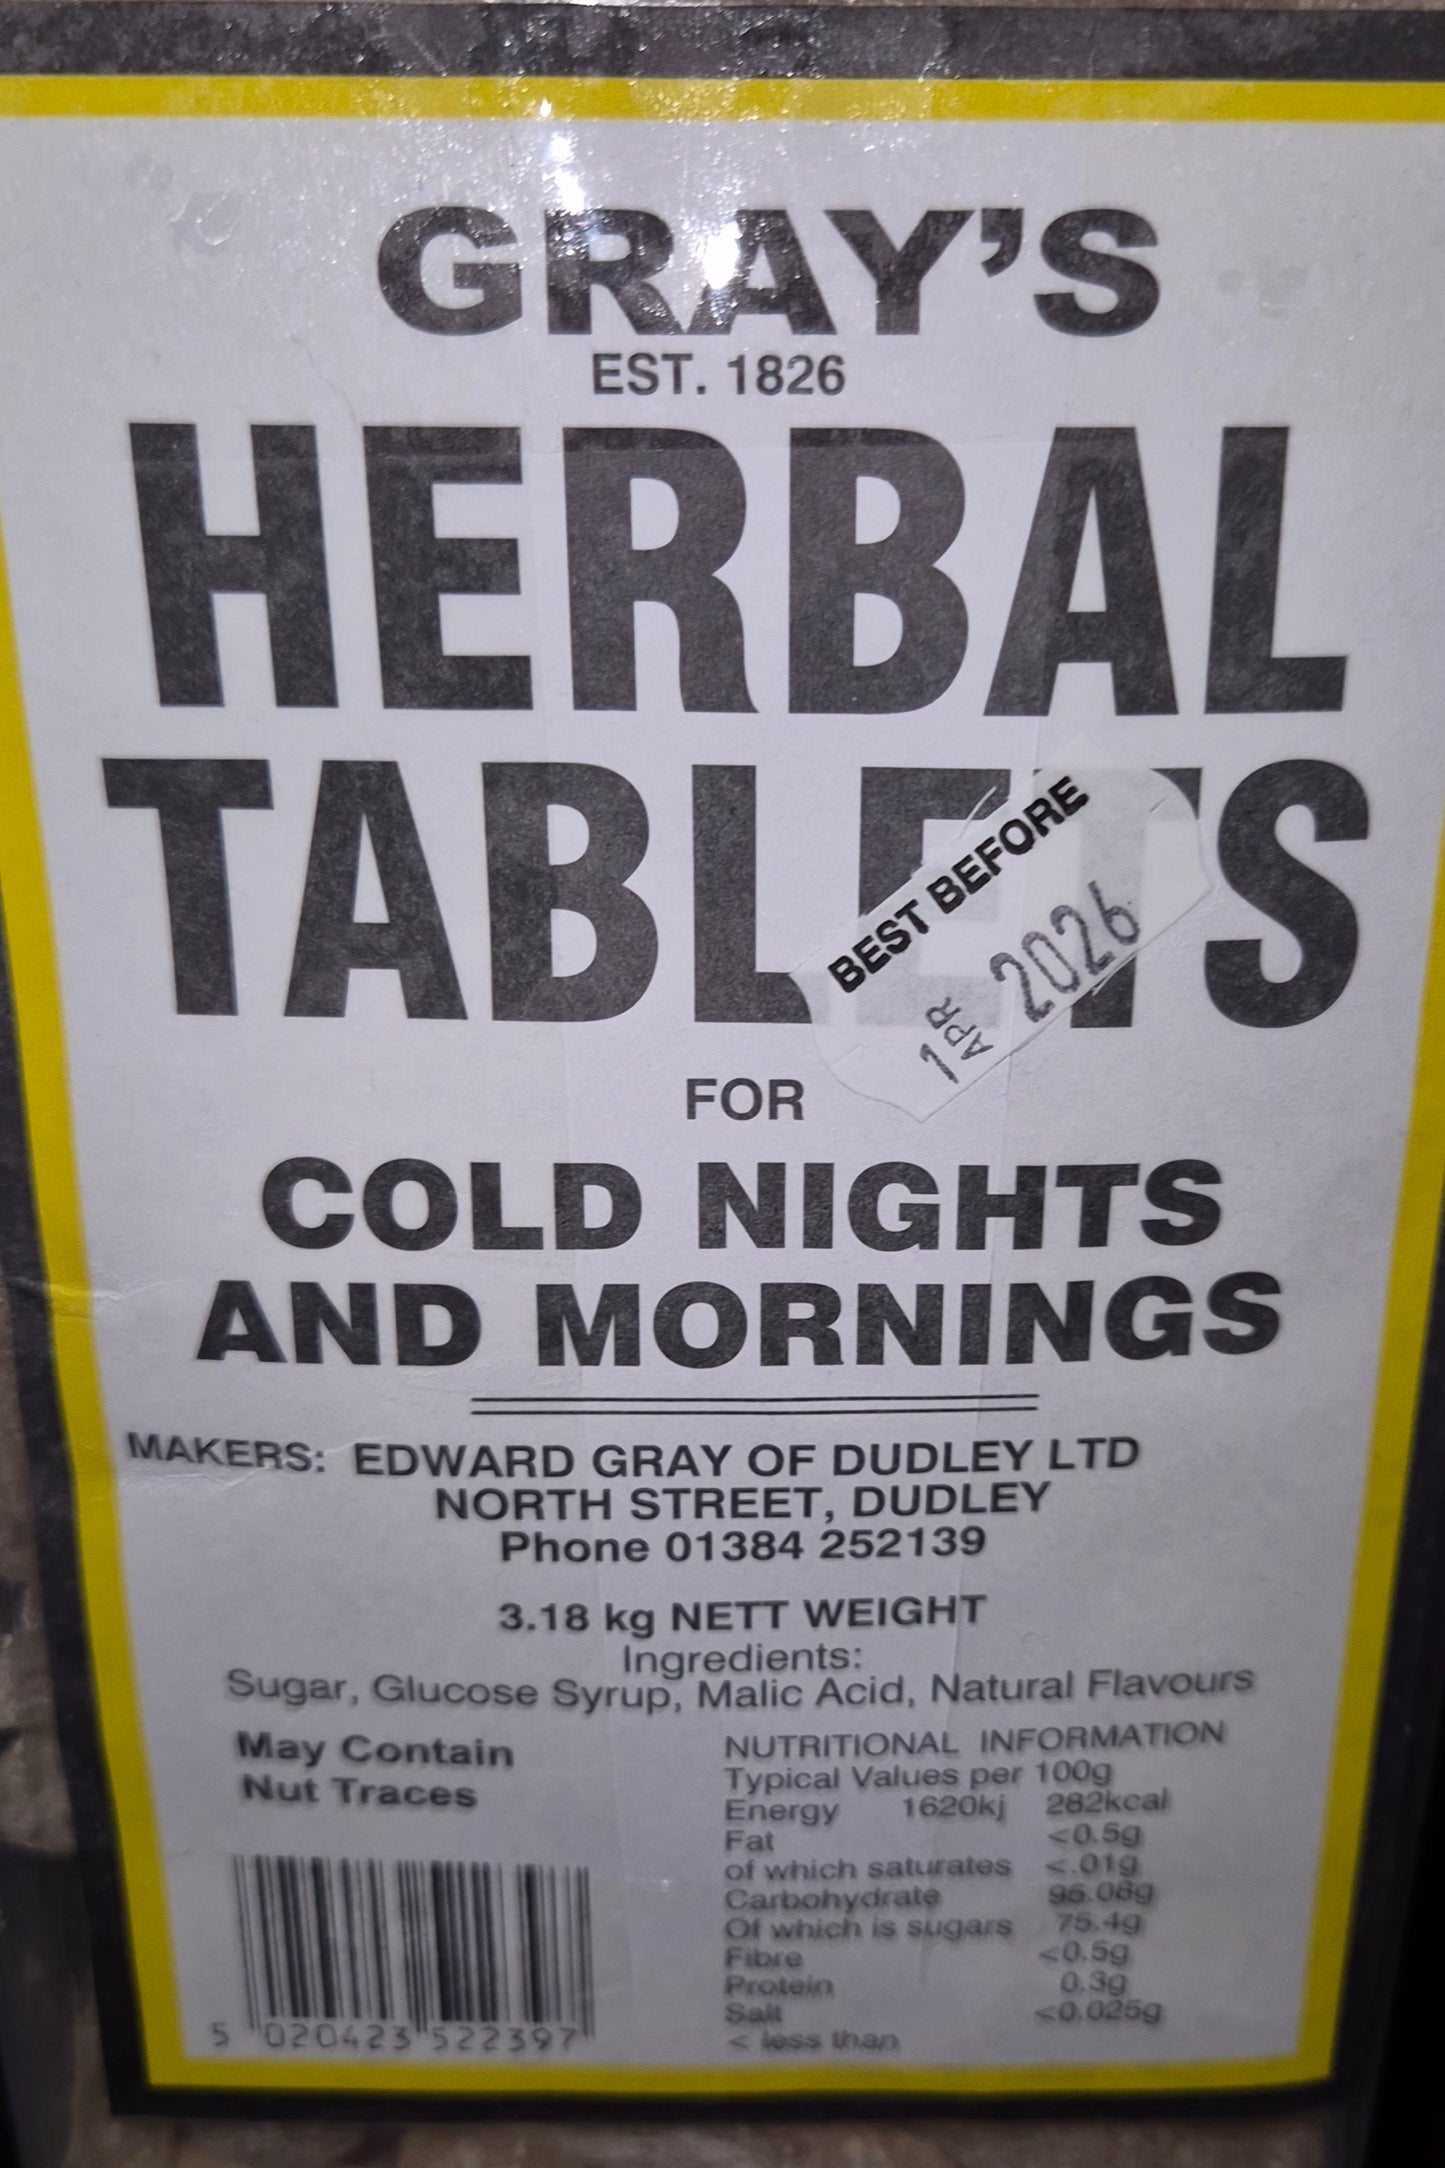 GRAY'S
EST. 1826
HERBAL
TABLETS
BEST BEFORE
1 APR 2026
FOR
COLD NIGHTS
AND MORNINGS
MAKERS: EDWARD GRAY OF DUDLEY LTD
NORTH STREET, DUDLEY
Phone 01384 252139
3.18 kg NETT WEIGHT
Ingredients:
Sugar, Glucose Syrup, Malic Acid, Natural Flavours
May Contain
Nut Traces
NUTRITIONAL INFORMATION
Typical Values per 100g
Energy 1620kj 282kcal
Fat <0.5g
of which saturates <.01g
Carbohydrate
Of which is sugars 75.4g
Fibre <0.5g
Protein 0.3g
Salt <0.025g
< less than
5 020423 522397